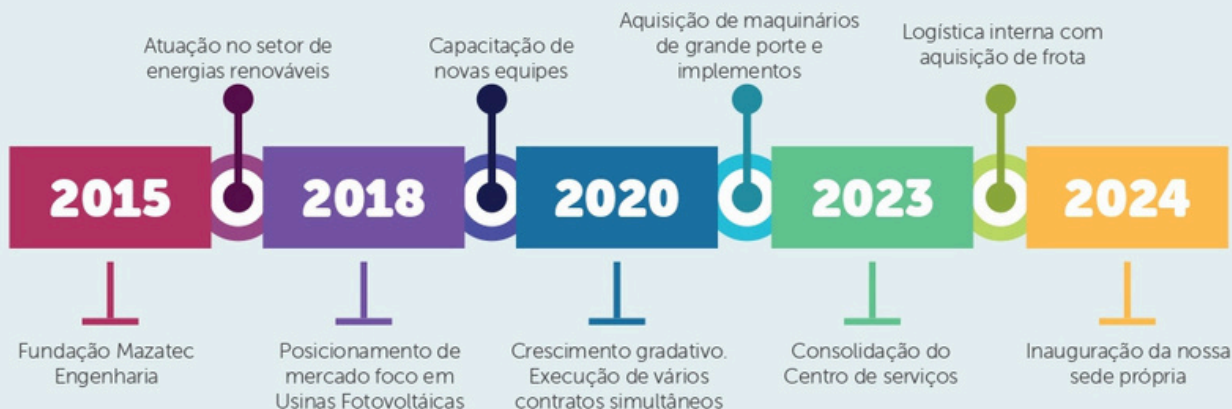 Atuação no setor de
energias renováveis
Capacitação de
novas equipes
Aquisição de maquinários
de grande porte e
implementos
Logística interna com
aquisição de frota
2015
2018
2020
2023
2024
Fundação Mazatec
Engenharia
Posicionamento de
mercado foco em
Usinas Fotovoltáicas
Crescimento gradativo.
Execução de vários
contratos simultâneos
Consolidação do
Centro de serviços
Inauguração da nossa
sede própria